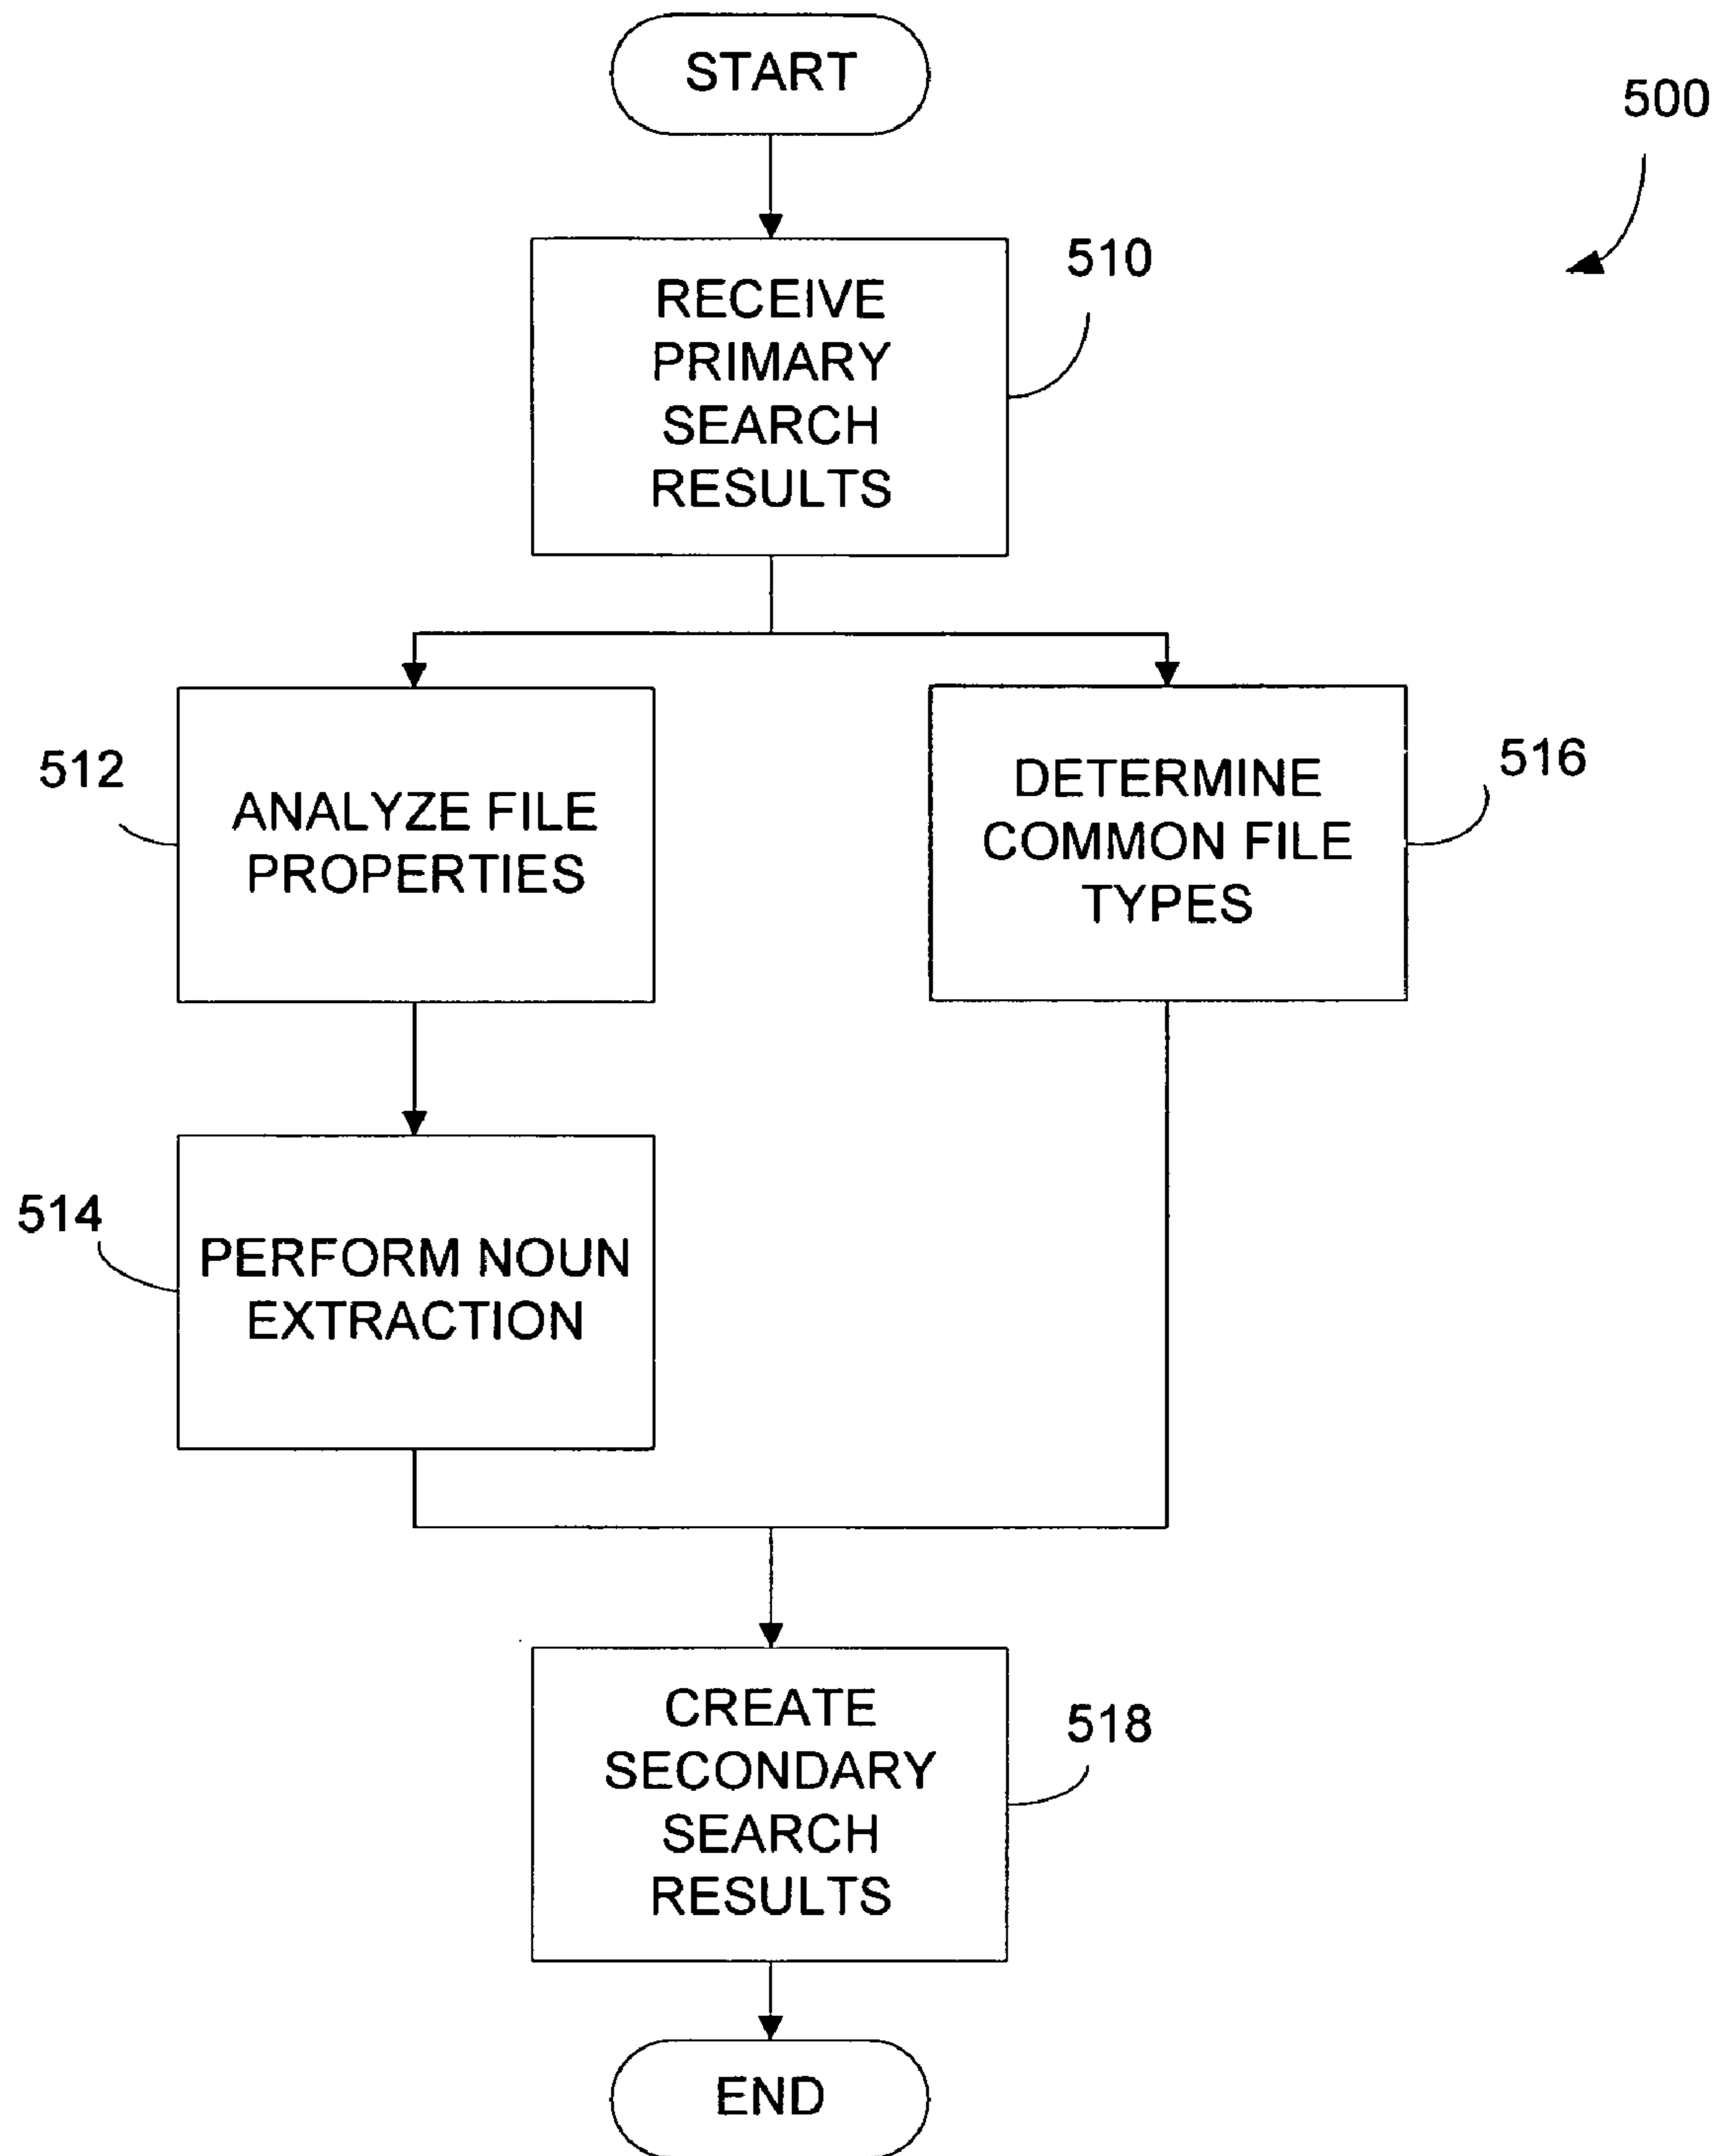 START
500
RECEIVE
PRIMARY
SEARCH
RESULTS
510
512
ANALYZE FILE
PROPERTIES
DETERMINE
COMMON FILE
TYPES
516
514
PERFORM NOUN
EXTRACTION
CREATE
SECONDARY
SEARCH
RESULTS
518
END